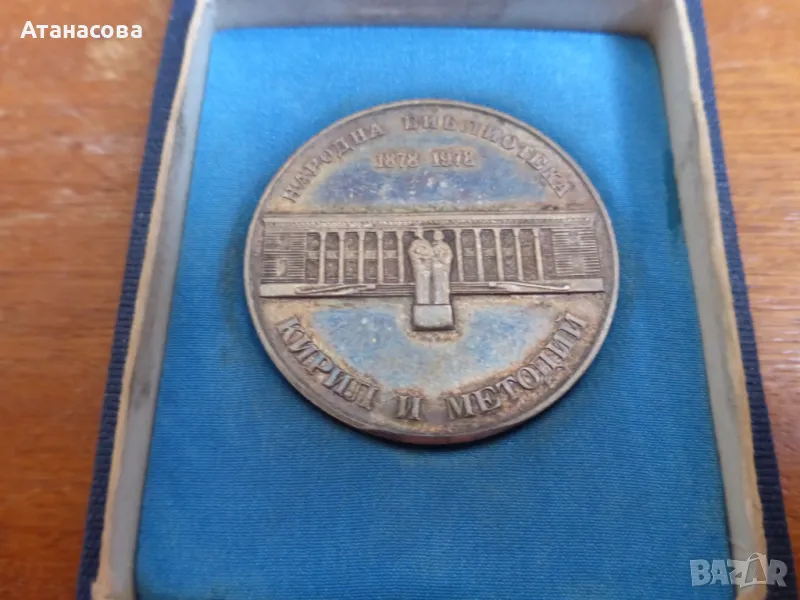 Атанасова
НАРОДНА БИБЛИОТЕКА
1878 1978
КИРИЛ И МЕТОДИЙ
BAZAR